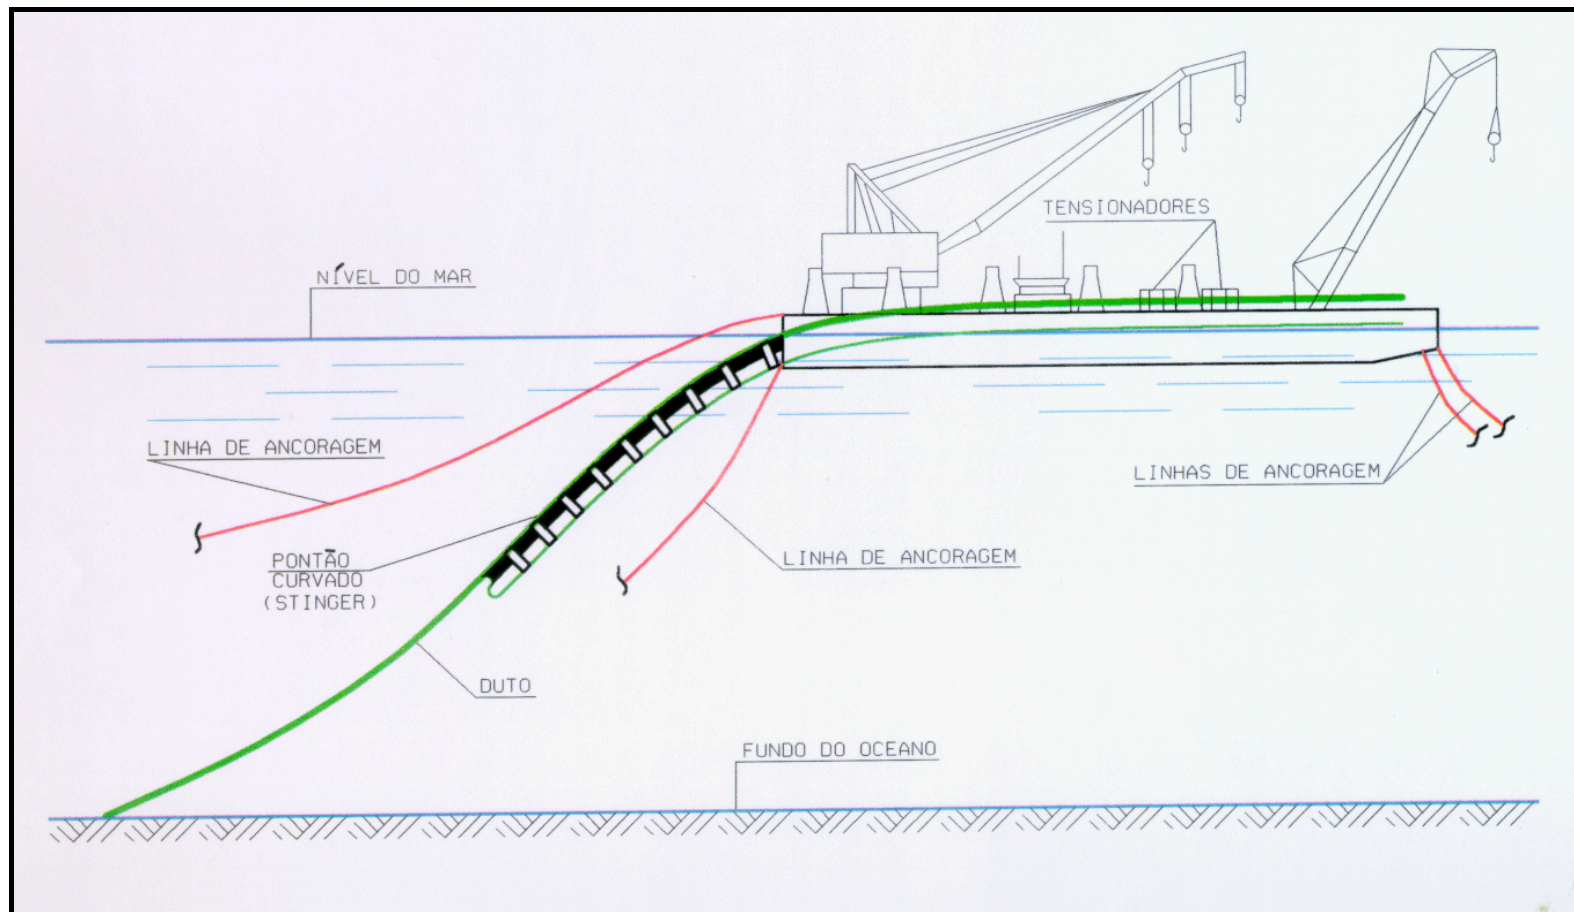 TENSIONADORES
NÍVEL DO MAR
LINHA DE ANCORAGEM
LINHAS DE ANCORAGEM
PONTÃO
CURVADO
(STINGER)
LINHA DE ANCORAGEM
DUTO
FUNDO DO OCEANO